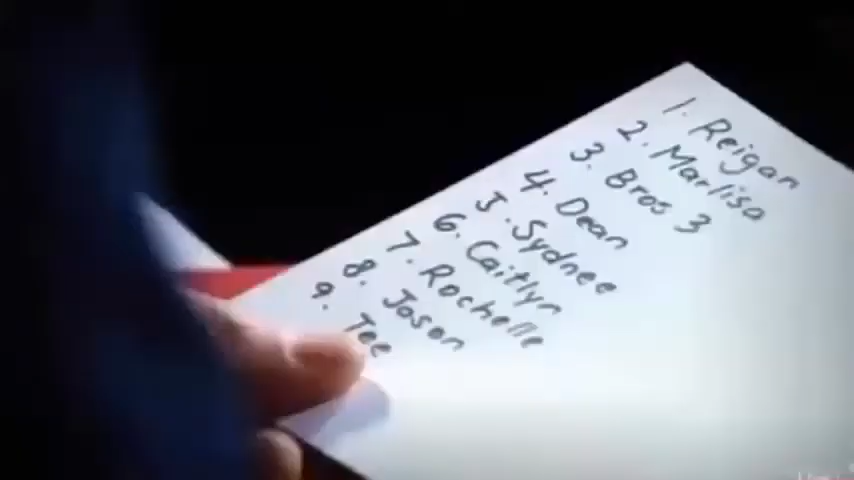 1. Reigan
2. Marlisa
3. Bros 3
4. Dean
5. Sydnee
6. Caitlyn
7. Rochelle
8. Jason
9. Tee